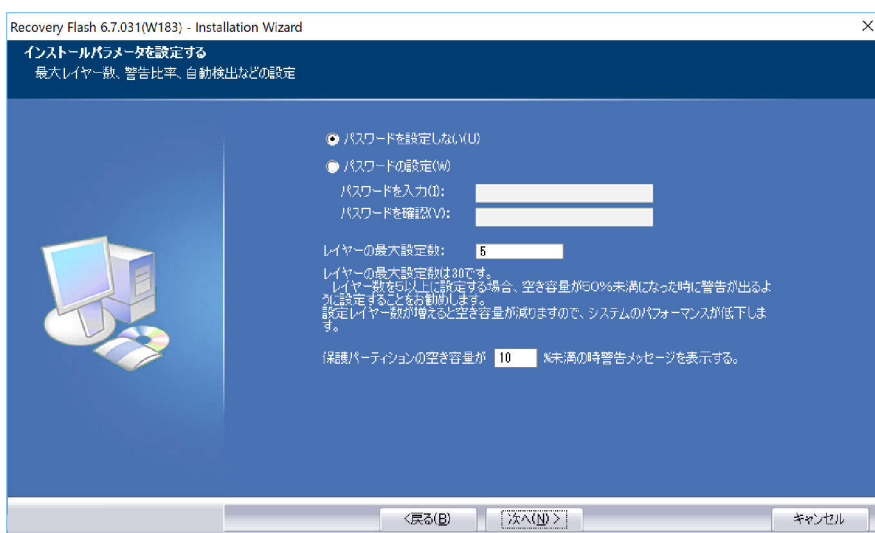 Recovery Flash 6.7.031(W183) - Installation Wizard
インストールパラメータを設定する
最大レイヤー数、警告比率、自動検出などの設定
パスワードを設定しない(U)
パスワードの設定(W)
パスワードを入力(I):
パスワードを確認(V):
レイヤーの最大設定数: 5
レイヤーの最大設定数は30です。
レイヤー数を5以上に設定する場合、空き容量が50%未満になった時に警告が出るよ
うに設定することをお勧めします。
設定レイヤー数が増えると空き容量が減りますので、システムのパフォーマンスが低下しま
す。
保護パーティションの空き容量が 10 %未満の時警告メッセージを表示する。
<戻る(B) 次へ(N) > キャンセル